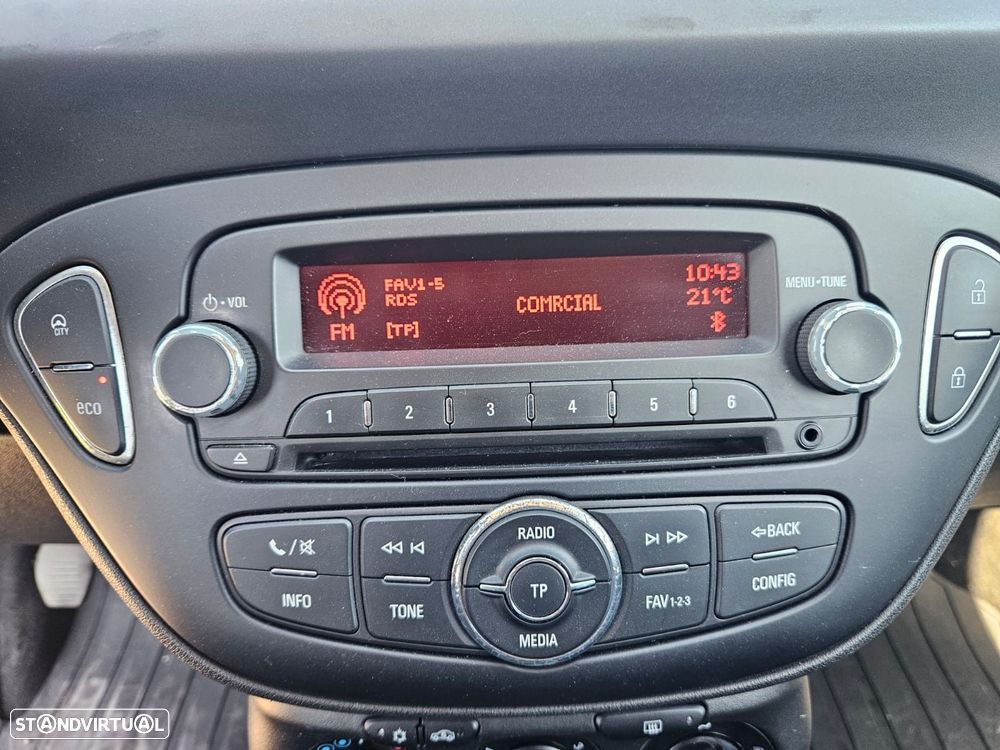 FAV1-5
RDS
FM
[TP]
COMRCIAL
10:43
21°C
VOL
MENU-TUNE
CITY
eco
1 2 3 4 5 6
RADIO
TP
MEDIA
INFO
TONE
FAV1-2-3
BACK
CONFIG
STANDVIRTUAL